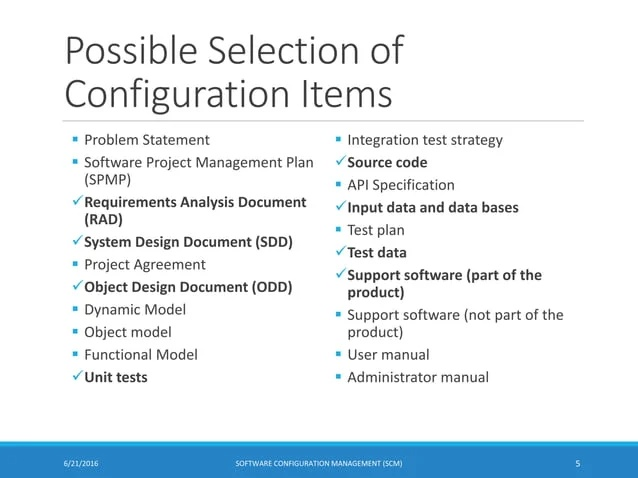 Possible Selection of
Configuration Items
▪ Problem Statement
▪ Software Project Management Plan
(SPMP)
✓Requirements Analysis Document
(RAD)
✓System Design Document (SDD)
▪ Project Agreement
✓Object Design Document (ODD)
▪ Dynamic Model
▪ Object model
▪ Functional Model
✓Unit tests
▪ Integration test strategy
✓Source code
▪ API Specification
✓Input data and data bases
▪ Test plan
✓Test data
✓Support software (part of the
product)
▪ Support software (not part of the
product)
▪ User manual
▪ Administrator manual
6/21/2016
SOFTWARE CONFIGURATION MANAGEMENT (SCM)
5